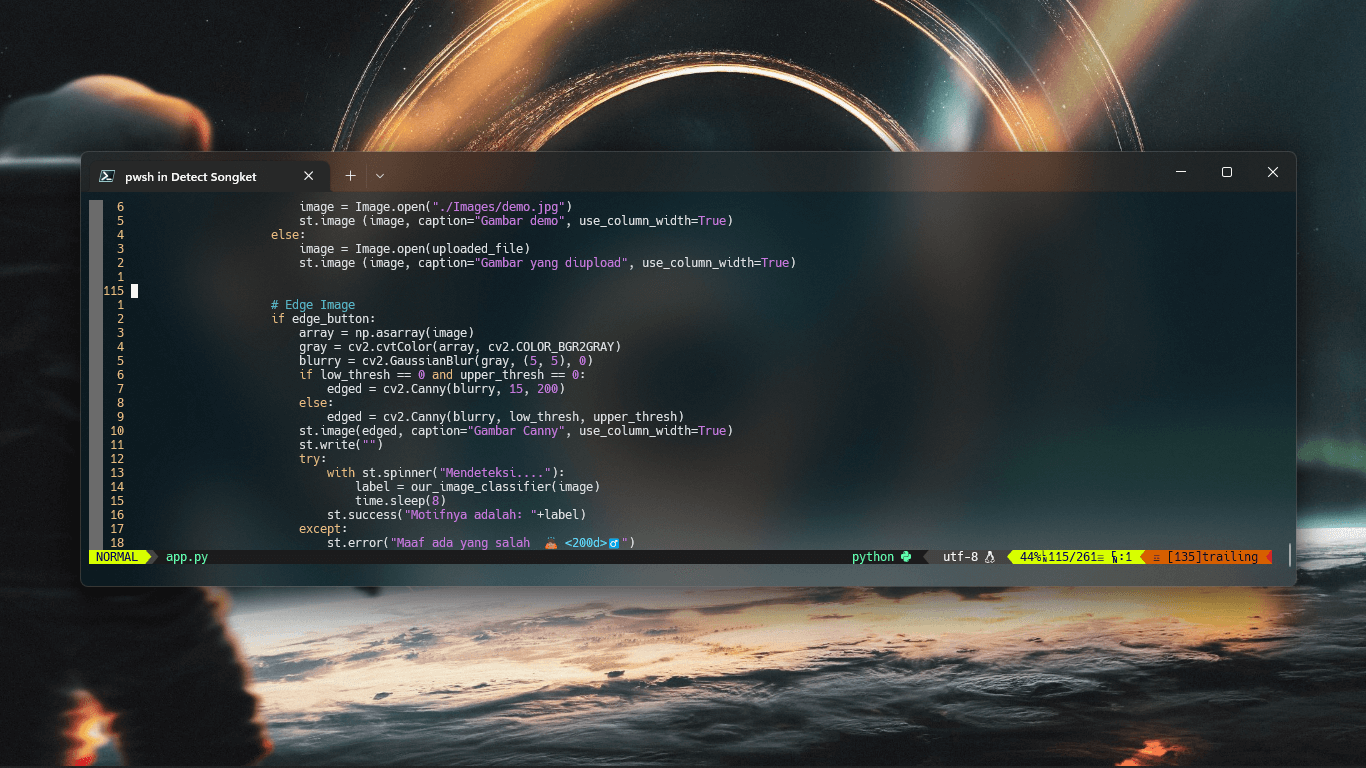 pwsh in Detect Songket
6 image = Image.open("./Images/demo.jpg")
5 st.image (image, caption="Gambar demo", use_column_width=True)
4 else:
3 image = Image.open(uploaded_file)
2 st.image (image, caption="Gambar yang diupload", use_column_width=True)
1
115
1 # Edge Image
2 if edge_button:
3 array = np.asarray(image)
4 gray = cv2.cvtColor(array, cv2.COLOR_BGR2GRAY)
5 blurry = cv2.GaussianBlur(gray, (5, 5), 0)
6 if low_thresh == 0 and upper_thresh == 0:
7 edged = cv2.Canny(blurry, 15, 200)
8 else:
9 edged = cv2.Canny(blurry, low_thresh, upper_thresh)
10 st.image(edged, caption="Gambar Canny", use_column_width=True)
11 st.write("")
12 try:
13 with st.spinner("Mendeteksi...."):
14 label = our_image_classifier(image)
15 time.sleep(8)
16 st.success("Motifnya adalah: "+label)
17 except:
18 st.error("Maaf ada yang salah 🙈 <200d>♂")
NORMAL app.py python utf-8 44% 115/261≡ :1 ≡ [135]trailing